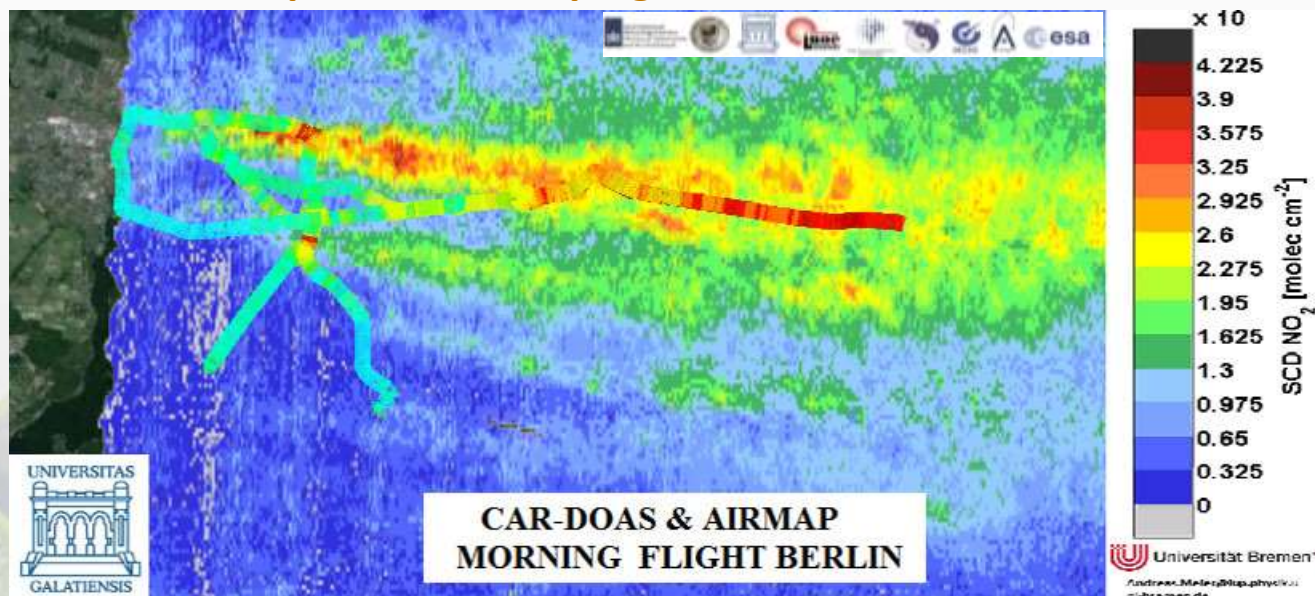 esa
x 10
4.225
3.9
3.575
3.25
2.925
2.6
2.275
1.95
1.625
1.3
0.975
0.65
0.325
0
SCD NO2 [molec cm-2]
UNIVERSITAS
GALATIENSIS
CAR-DOAS & AIRMAP
MORNING FLIGHT BERLIN
Universität Bremen